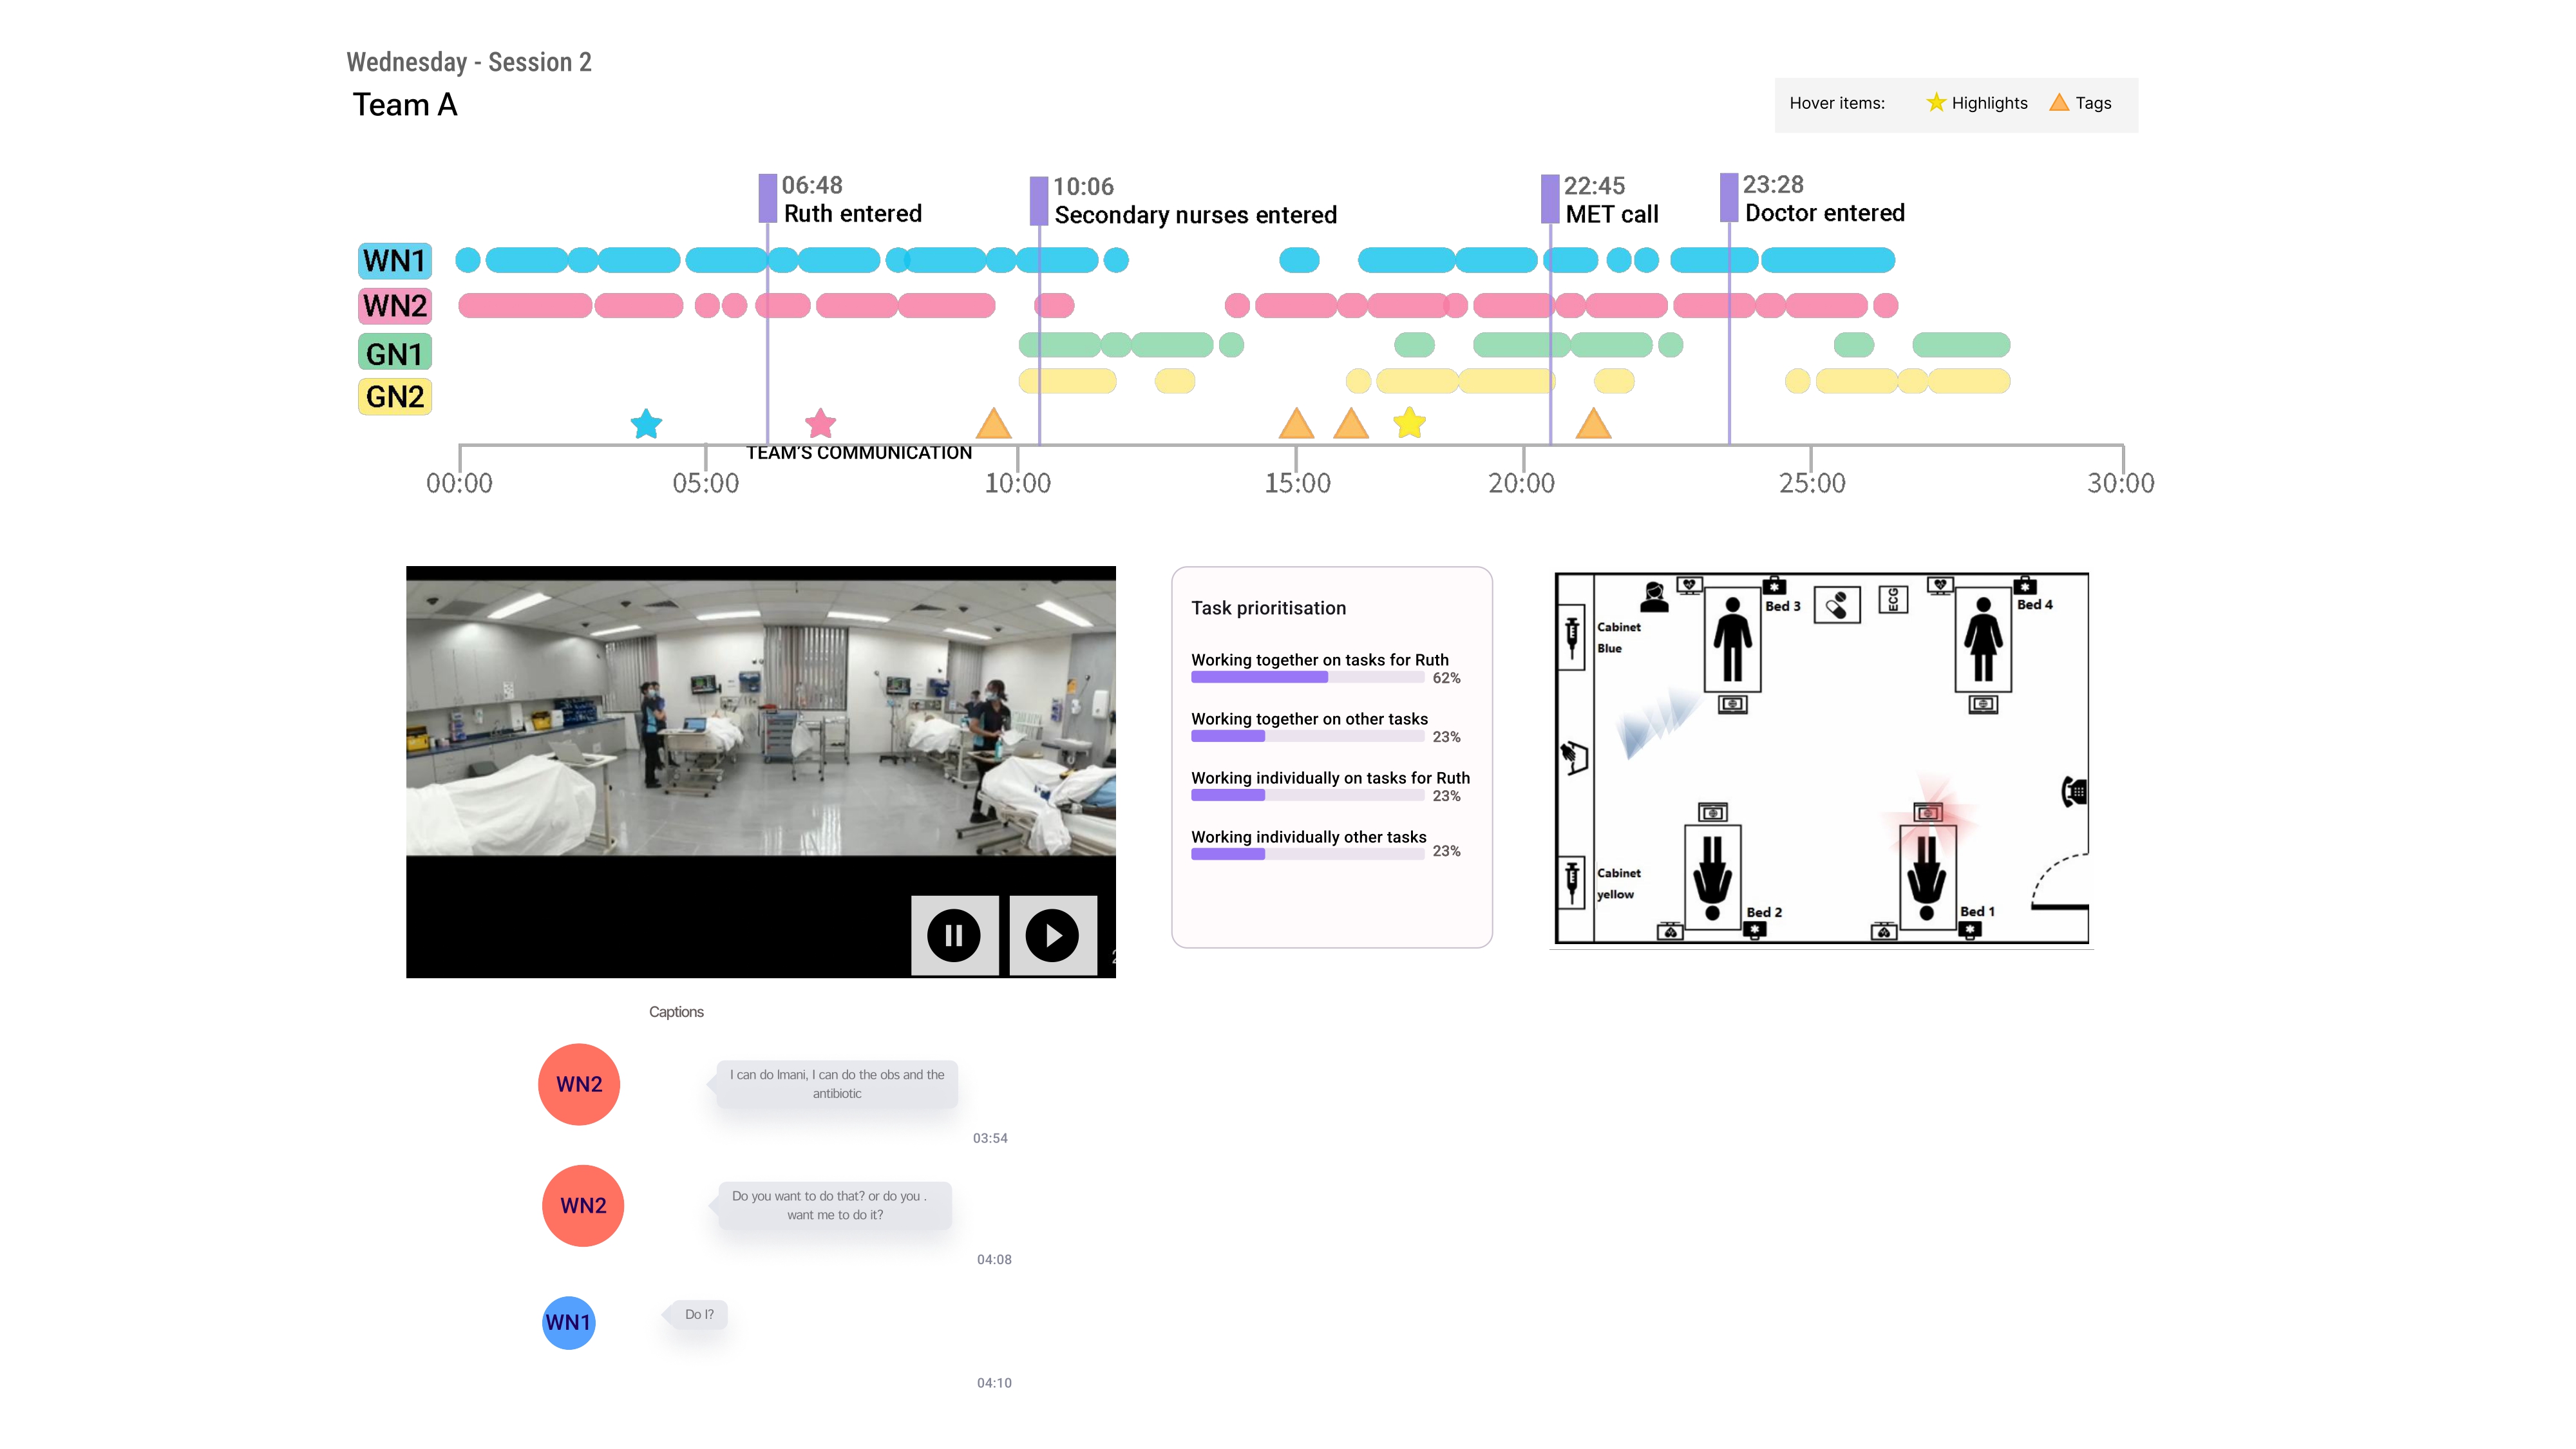 Wednesday - Session 2
Team A
Hover items: Highlights Tags
06:48
Ruth entered
10:06
Secondary nurses entered
22:45
MET call
23:28
Doctor entered
WN1
WN2
GN1
GN2
TEAM'S COMMUNICATION
00:00 05:00 10:00 15:00 20:00 25:00 30:00
Task prioritisation
Working together on tasks for Ruth
62%
Working together on other tasks
23%
Working individually on tasks for Ruth
23%
Working individually other tasks
23%
Cabinet
Blue
Bed 3
ECG
Bed 4
Cabinet
yellow
Bed 2
Bed 1
Captions
WN2
I can do Imani, I can do the obs and the
antibiotic
03:54
WN2
Do you want to do that? or do you .
want me to do it?
04:08
WN1
Do I?
04:10